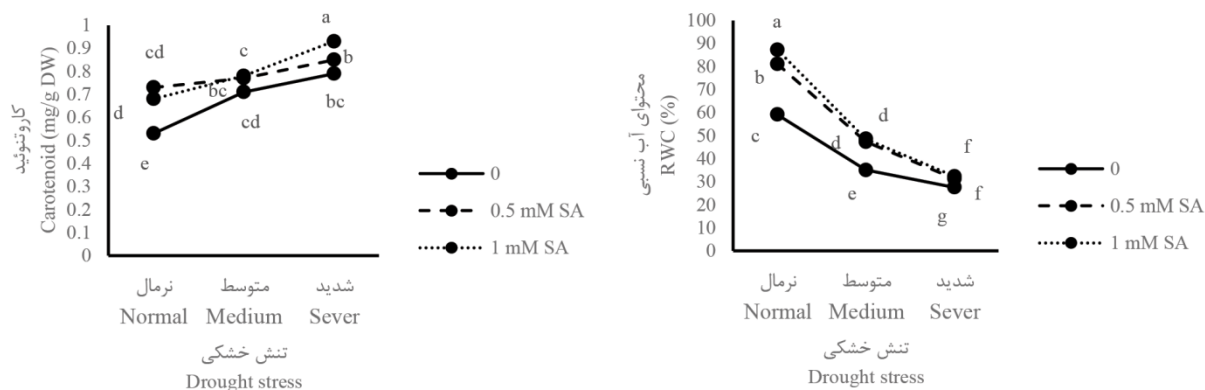 کاروتنوئید
Carotenoid (mg/g DW)
1
0.9
0.8
0.7
0.6
0.5
0.4
0.3
0.2
0.1
0
cd
d
e
c
bc
cd
a
b
bc
0
0.5 mM SA
1 mM SA
نرمال متوسط شدید
Normal Medium Sever
تنش خشکی
Drought stress
محتوای آب نسبی
RWC (%)
100
90
80
70
60
50
40
30
20
10
0
a
b
c
d
d
e
f
f
g
0
0.5 mM SA
1 mM SA
نرمال متوسط شدید
Normal Medium Sever
تنش خشکی
Drought stress